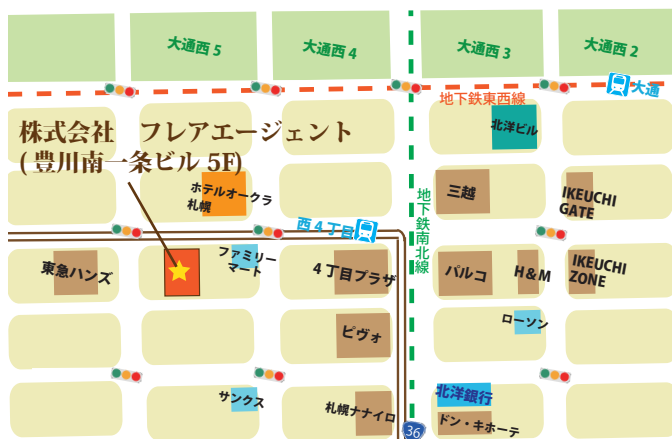 大通西5
大通西4
大通西3
大通西2
大通
地下鉄東西線
北洋ビル
株式会社　フレアエージェント
(豊川南一条ビル 5F)
ホテルオークラ
札幌
三越
IKEUCHI
GATE
地下鉄南北線
西4丁目
東急ハンズ
ファミリー
マート
4丁目プラザ
パルコ
H&M
IKEUCHI
ZONE
ピヴォ
ローソン
サンクス
札幌ナナイロ
北洋銀行
ドン・キホーテ
36